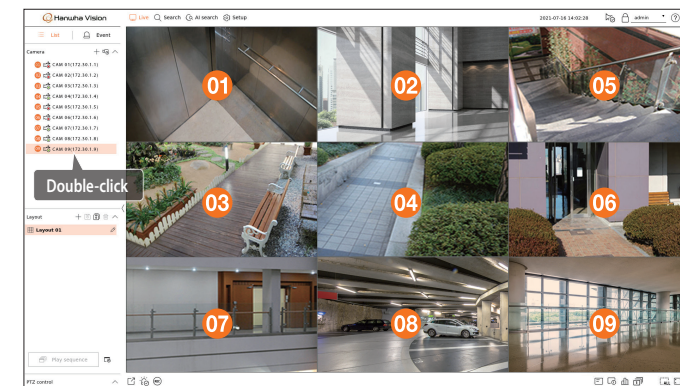 Hanwha Vision
Live Search AI search Setup
2021-07-16 14:02:28 admin
List Event
Camera
CAM 01(172.30.1.1)
CAM 02(172.30.1.2)
CAM 03(172.30.1.3)
CAM 04(172.30.1.4)
CAM 05(172.30.1.5)
CAM 06(172.30.1.6)
CAM 07(172.30.1.7)
CAM 08(172.30.1.8)
CAM 09(172.30.1.9)
Double-click
Layout
Layout 01
Play sequence
PTZ control
01
02
05
03
04
06
07
08
09